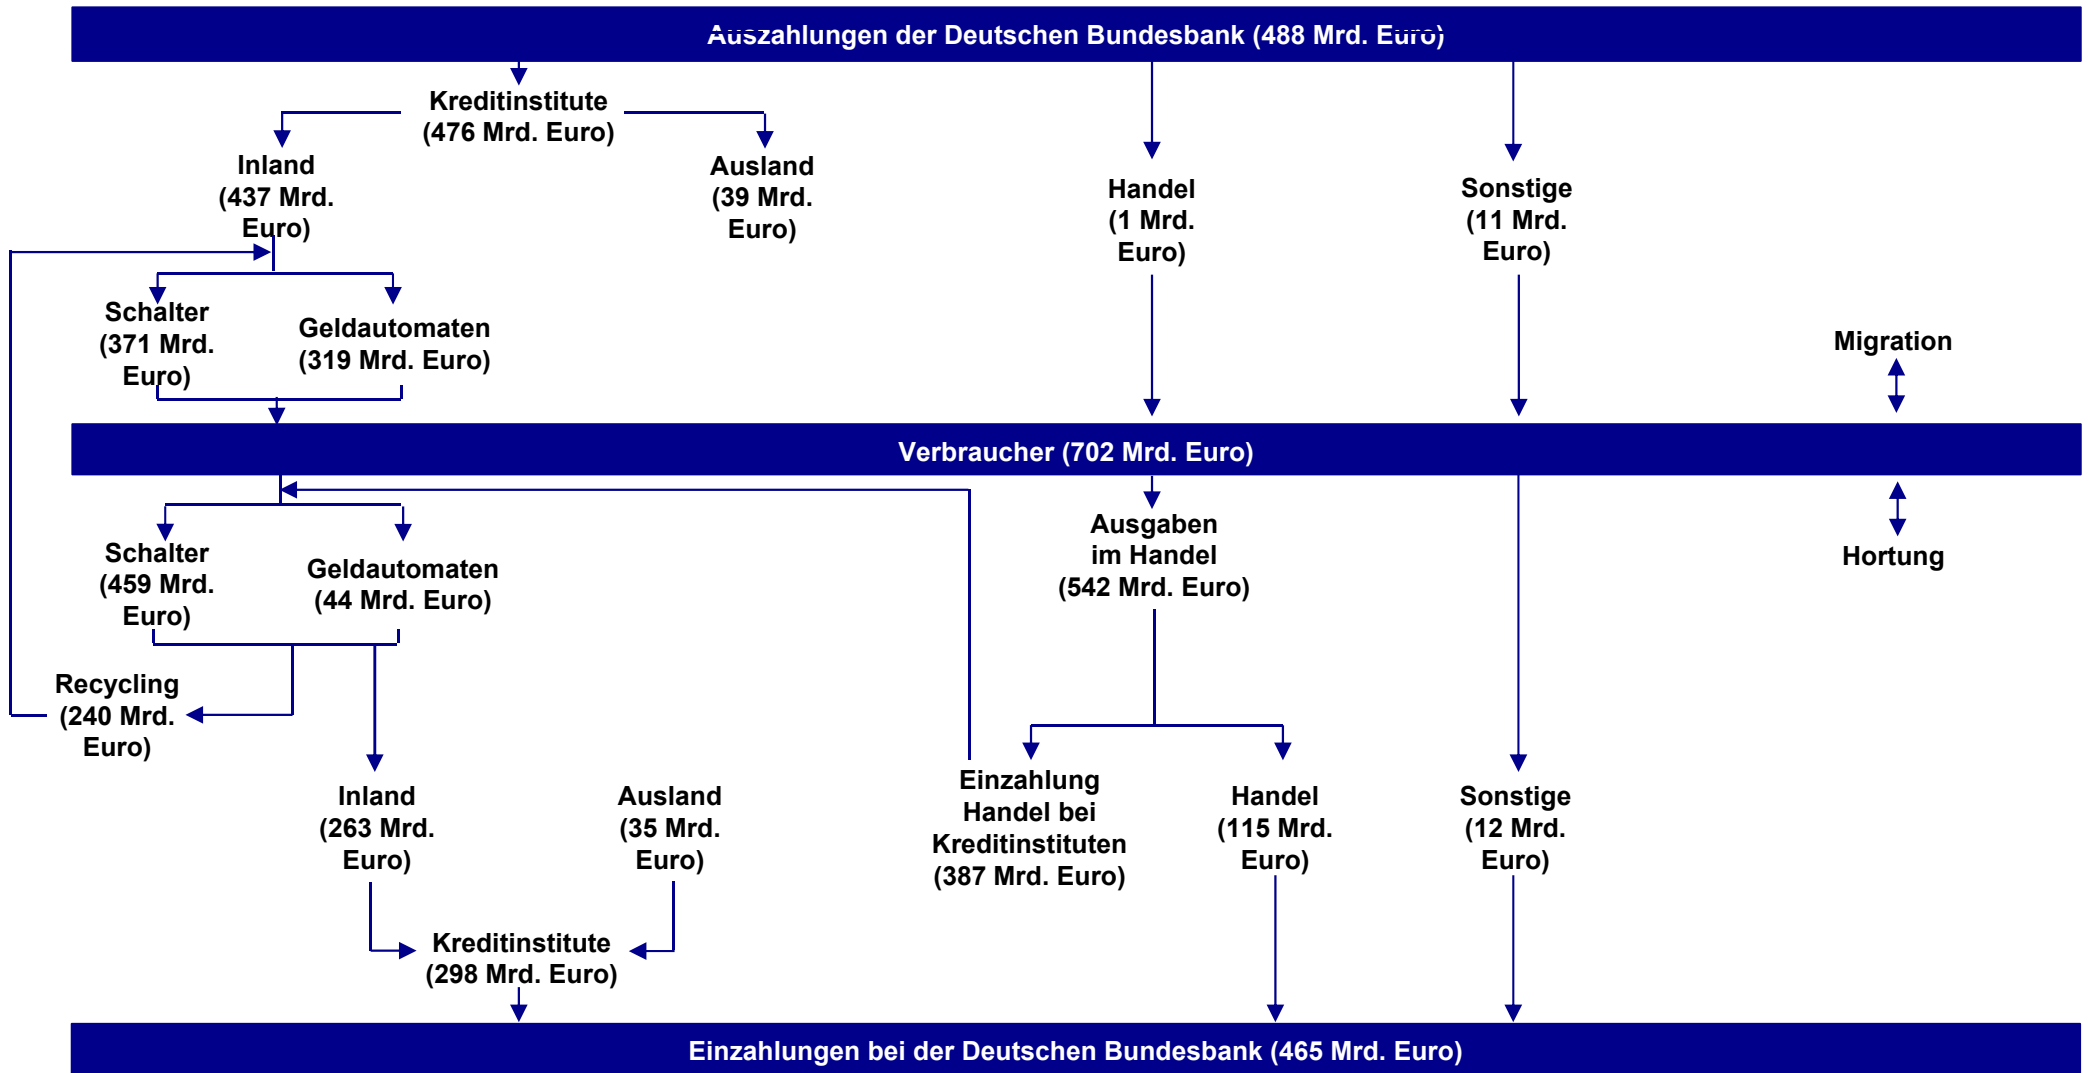 Auszahlungen der Deutschen Bundesbank (488 Mrd. Euro)
Kreditinstitute
(476 Mrd. Euro)
Inland
(437 Mrd.
Euro)
Ausland
(39 Mrd.
Euro)
Handel
(1 Mrd.
Euro)
Sonstige
(11 Mrd.
Euro)
Schalter
(371 Mrd.
Euro)
Geldautomaten
(319 Mrd. Euro)
Migration
Verbraucher (702 Mrd. Euro)
Schalter
(459 Mrd.
Euro)
Geldautomaten
(44 Mrd. Euro)
Ausgaben
im Handel
(542 Mrd. Euro)
Hortung
Recycling
(240 Mrd.
Euro)
Inland
(263 Mrd.
Euro)
Ausland
(35 Mrd.
Euro)
Einzahlung
Handel bei
Kreditinstituten
(387 Mrd. Euro)
Handel
(115 Mrd.
Euro)
Sonstige
(12 Mrd.
Euro)
Kreditinstitute
(298 Mrd. Euro)
Einzahlungen bei der Deutschen Bundesbank (465 Mrd. Euro)